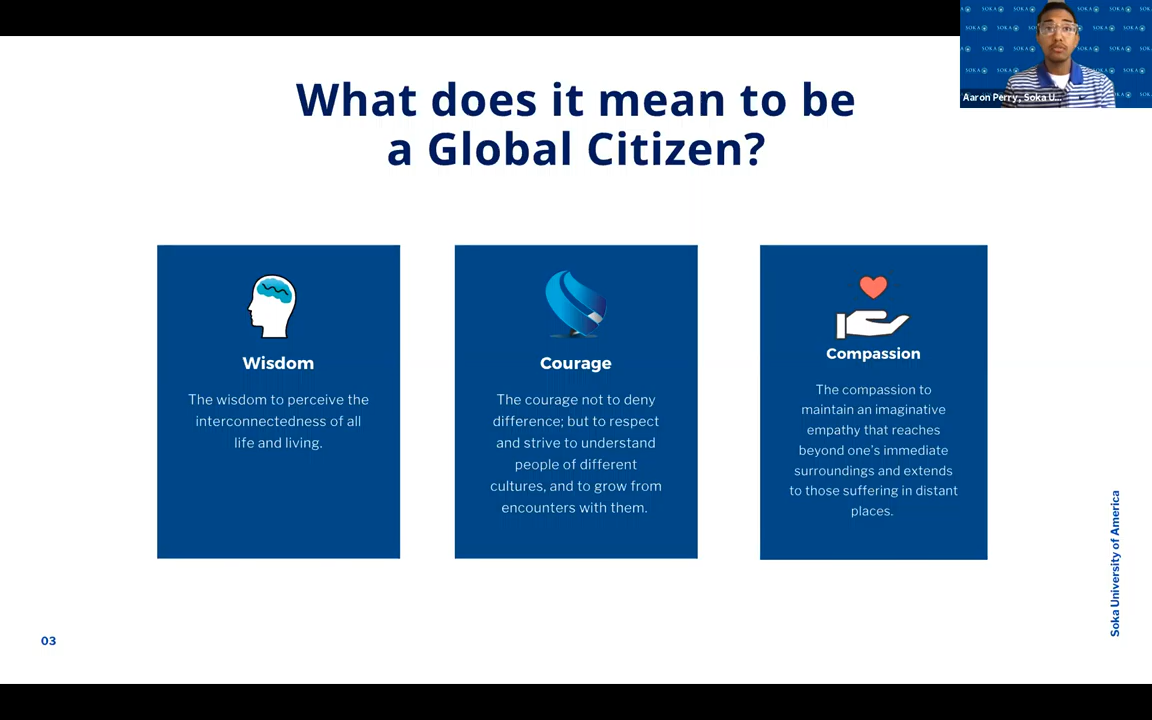 What does it mean to be
a Global Citizen?
Aaron Perry, Soka U...
Wisdom
The wisdom to perceive the
interconnectedness of all
life and living.
Courage
The courage not to deny
difference; but to respect
and strive to understand
people of different
cultures, and to grow from
encounters with them.
Compassion
The compassion to
maintain an imaginative
empathy that reaches
beyond one's immediate
surroundings and extends
to those suffering in distant
places.
Soka University of America
03
SOKA